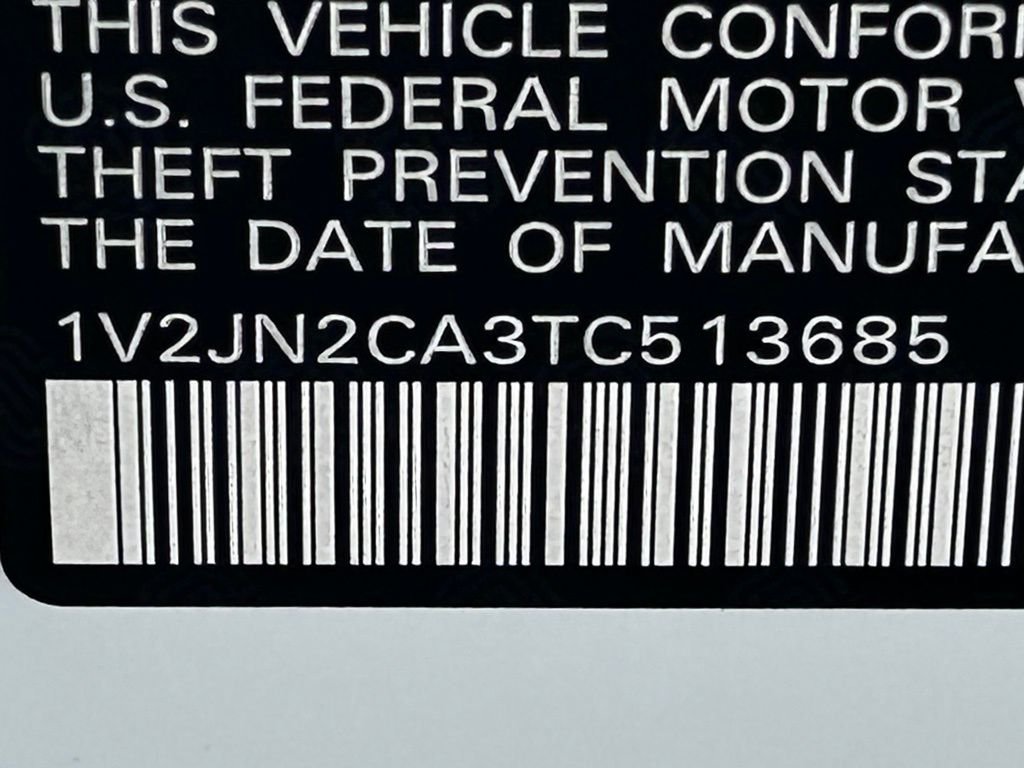 THIS VEHICLE CONFOR
U.S. FEDERAL MOTOR
THEFT PREVENTION STA
THE DATE OF MANUFA
1V2JN2CA3TC513685